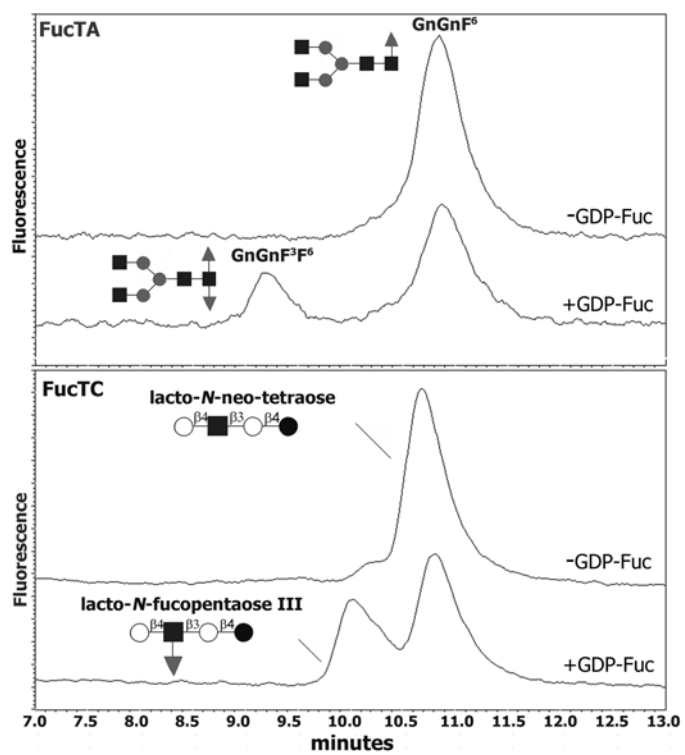 FucTA
GnGnF⁶
Fluorescence
-GDP-Fuc
GnGnF³F⁶
+GDP-Fuc
FucTC
lacto-N-neo-tetraose
β4 β3 β4
Fluorescence
-GDP-Fuc
lacto-N-fucopentaose III
β4 β3 β4
+GDP-Fuc
7.0 7.5 8.0 8.5 9.0 9.5 10.0 10.5 11.0 11.5 12.0 12.5 13.0
minutes